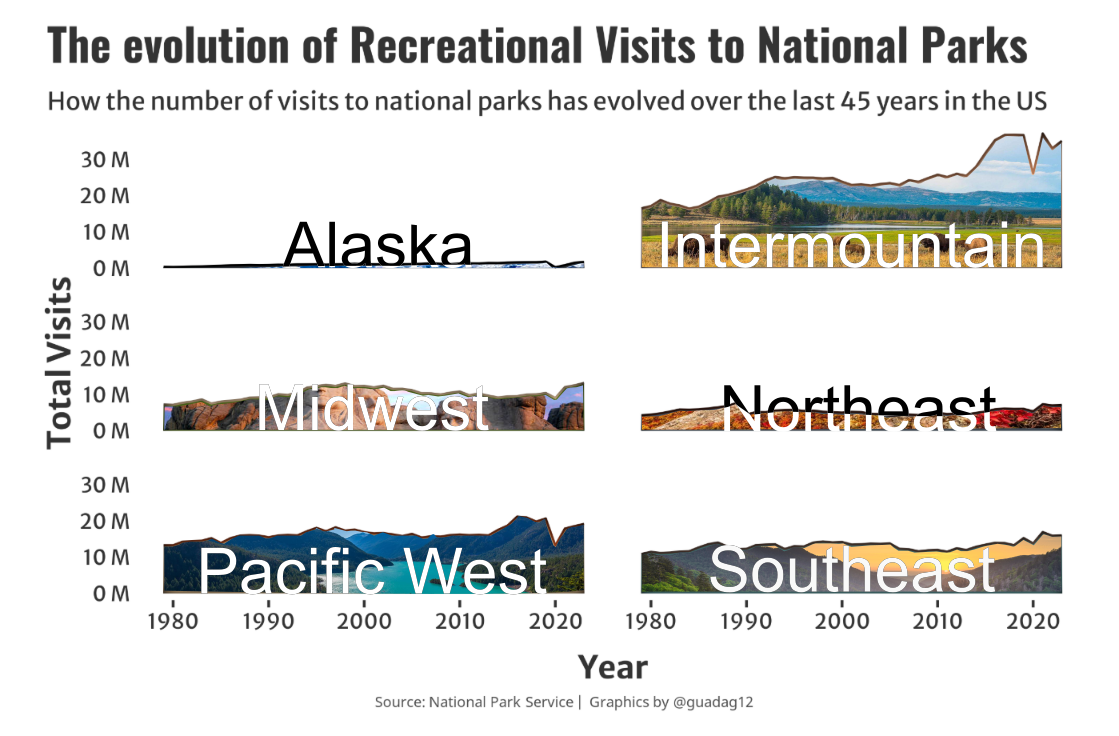 The evolution of Recreational Visits to National Parks
How the number of visits to national parks has evolved over the last 45 years in the US
Total Visits
30 M
20 M
10 M
0 M
Alaska
Intermountain
30 M
20 M
10 M
0 M
Midwest
Northeast
30 M
20 M
10 M
0 M
Pacific West
Southeast
1980 1990 2000 2010 2020 1980 1990 2000 2010 2020
Year
Source: National Park Service | Graphics by @guadag12